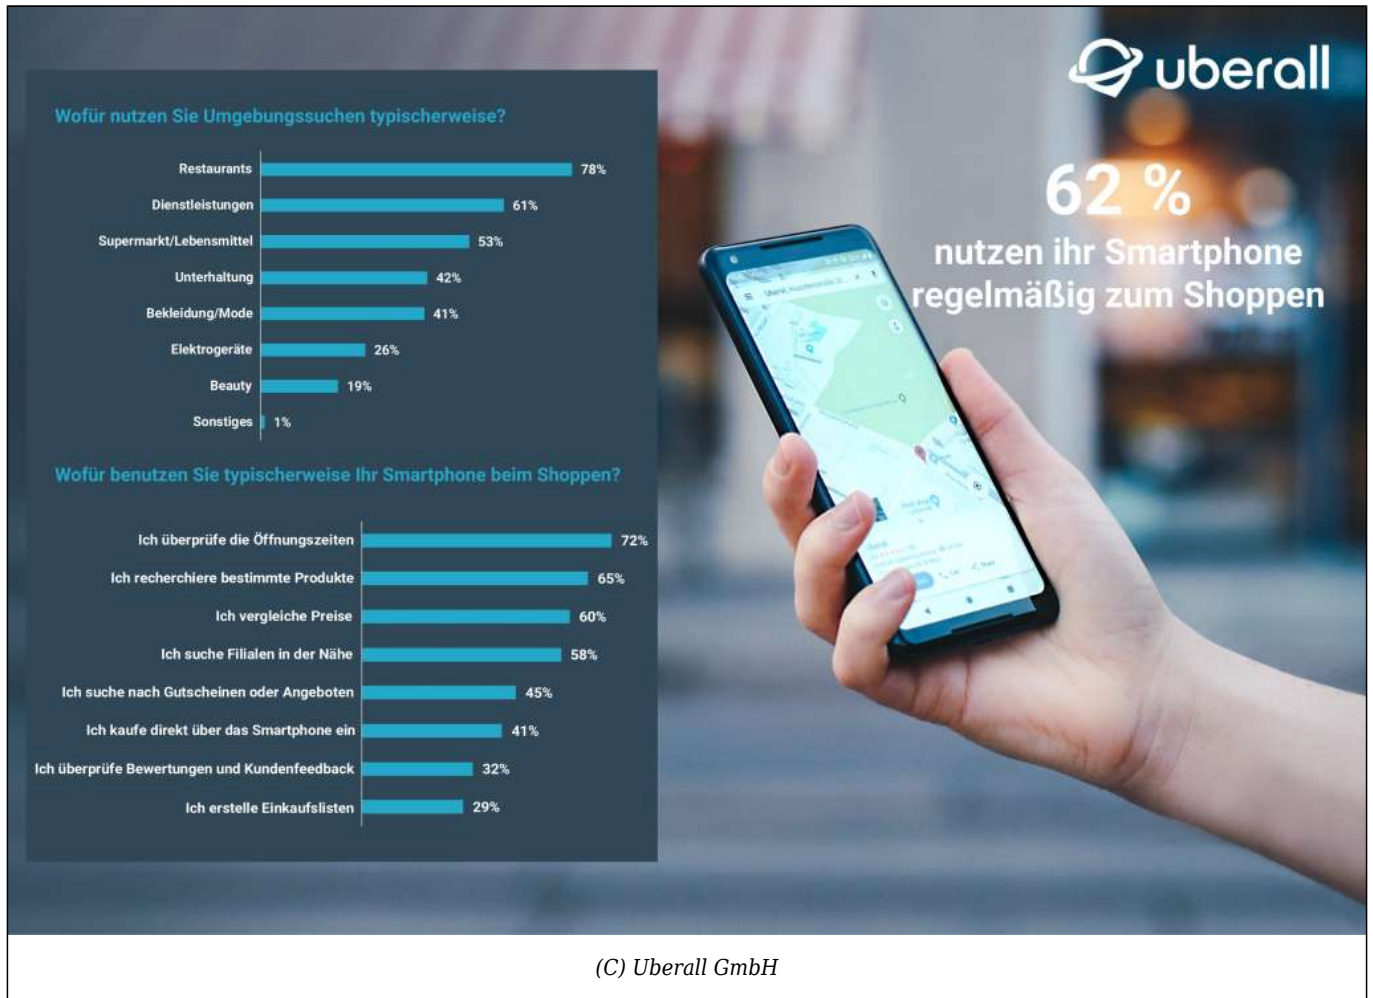 uberall
Wofür nutzen Sie Umgebungssuchen typischerweise?
Restaurants 78%
Dienstleistungen 61%
Supermarkt/Lebensmittel 53%
Unterhaltung 42%
Bekleidung/Mode 41%
Elektrogeräte 26%
Beauty 19%
Sonstiges 1%
Wofür benutzen Sie typischerweise Ihr Smartphone beim Shoppen?
Ich überprüfe die Öffnungszeiten 72%
Ich recherchiere bestimmte Produkte 65%
Ich vergleiche Preise 60%
Ich suche Filialen in der Nähe 58%
Ich suche nach Gutscheinen oder Angeboten 45%
Ich kaufe direkt über das Smartphone ein 41%
Ich überprüfe Bewertungen und Kundenfeedback 32%
Ich erstelle Einkaufslisten 29%
62 %
nutzen ihr Smartphone
regelmäßig zum Shoppen
Uberall
Share
(C) Uberall GmbH